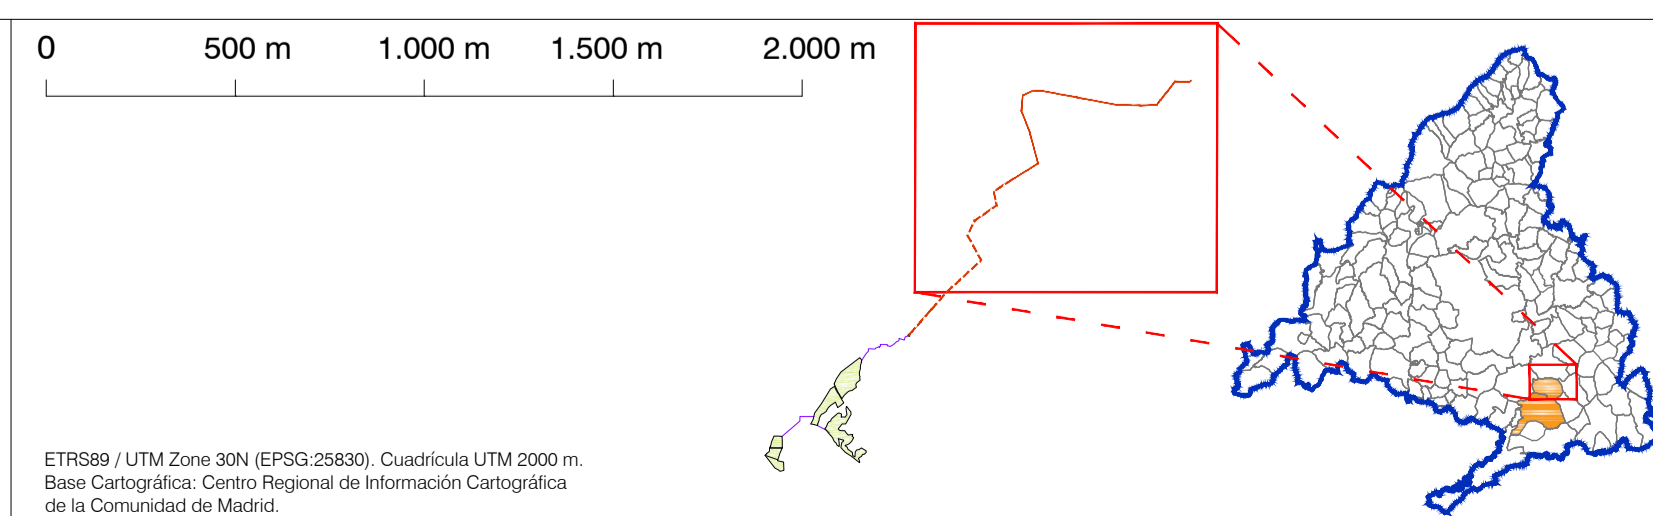 0 500 m 1.000 m 1.500 m 2.000 m
ETRS89 / UTM Zone 30N (EPSG:25830). Cuadrícula UTM 2000 m.
Base Cartográfica: Centro Regional de Información Cartográfica
de la Comunidad de Madrid.